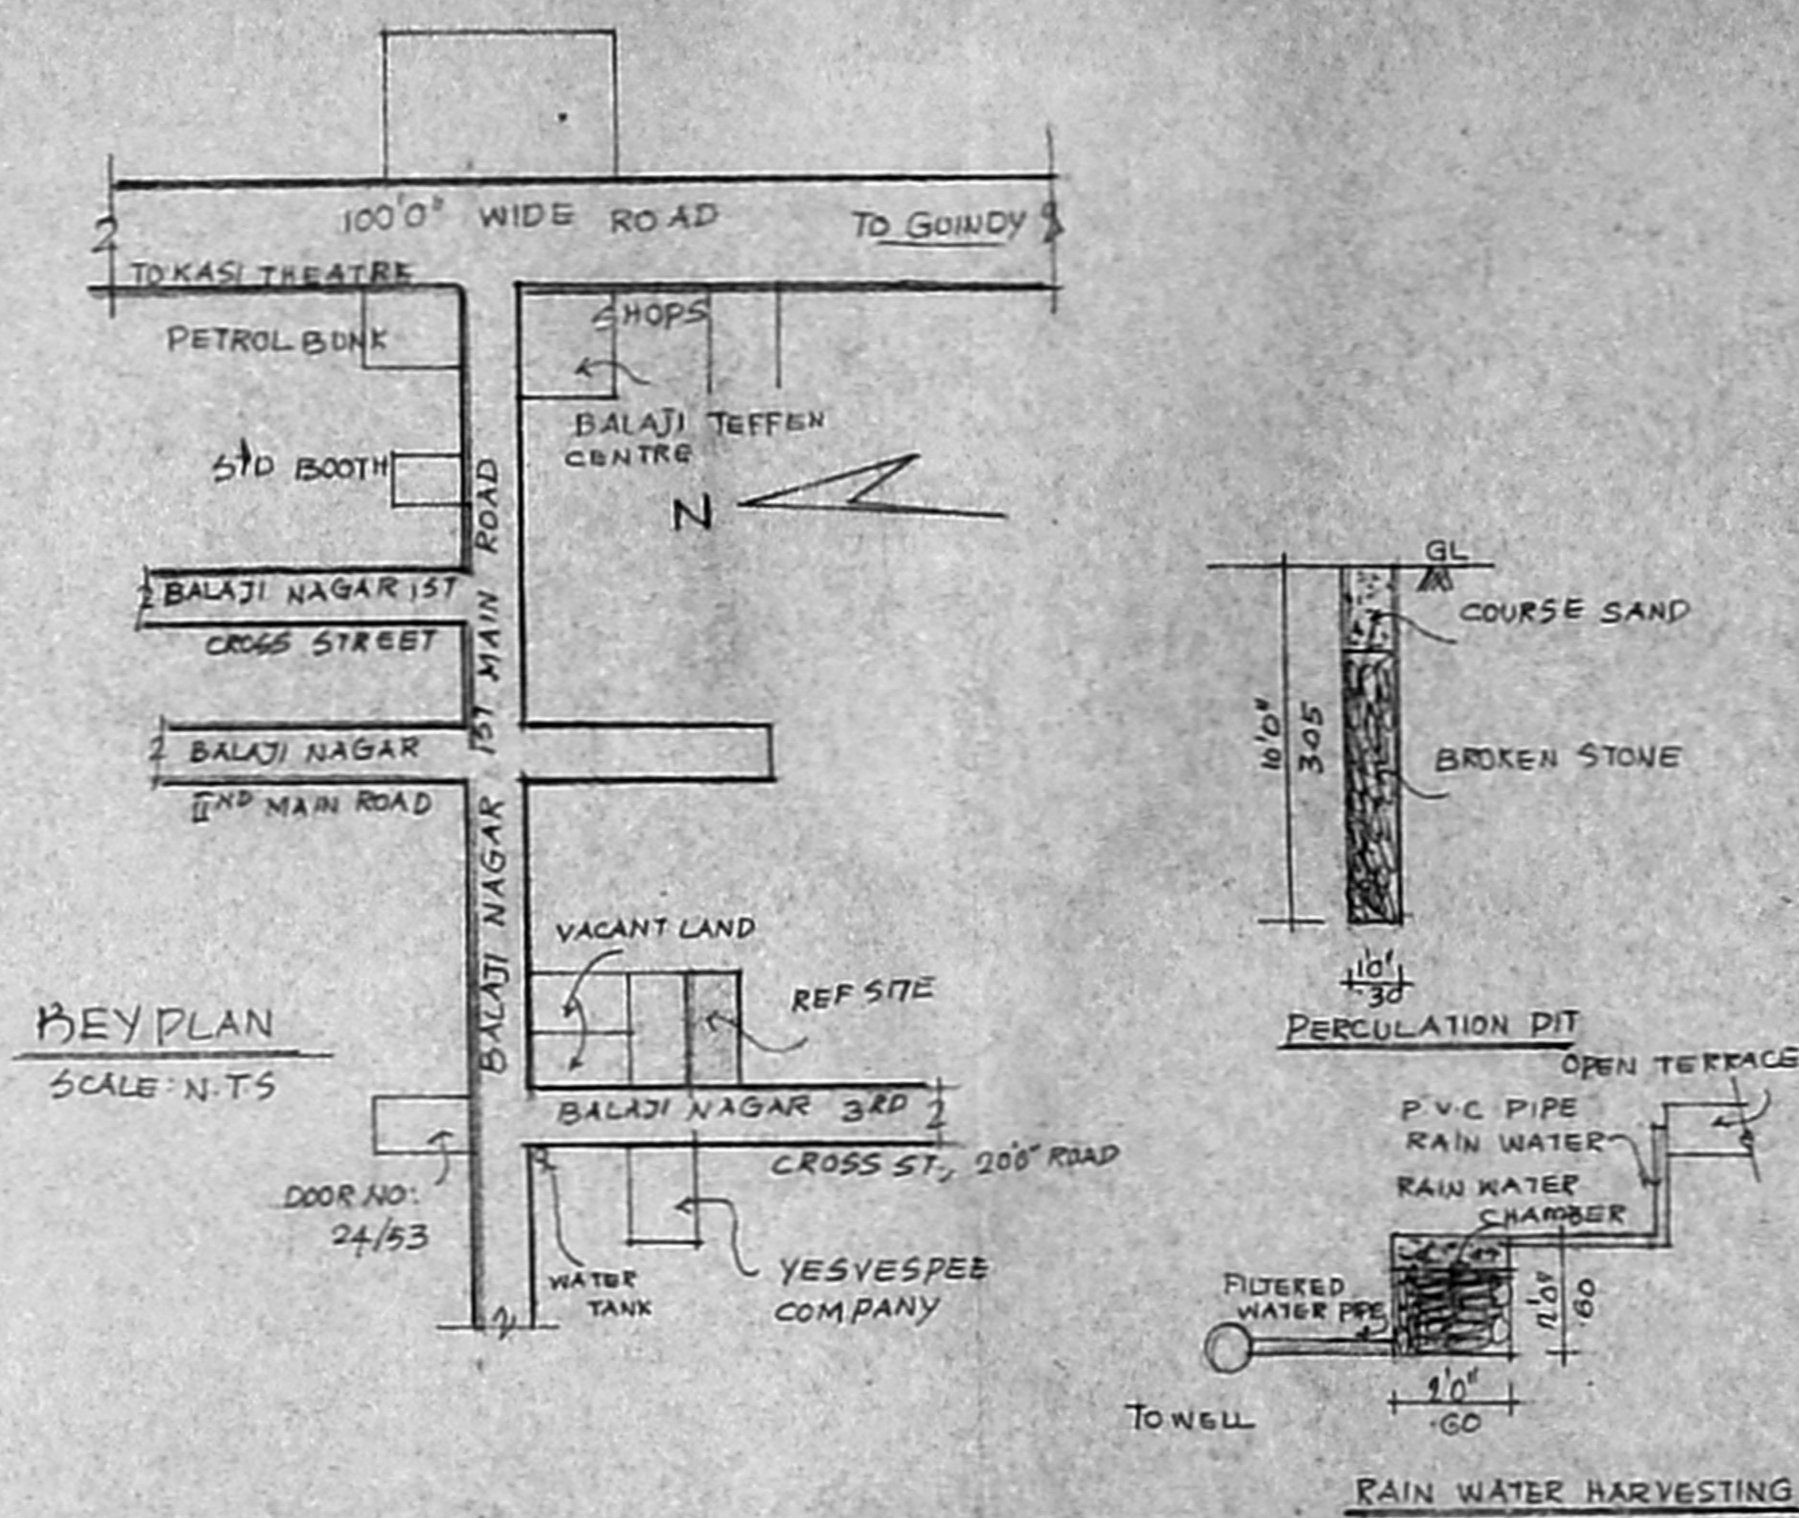 100'0" WIDE ROAD
TO GUINDY
TO KASI THEATRE
PETROL BUNK
SHOPS
BALAJI TEFFEN
CENTRE
STD BOOTH
N
BALAJI NAGAR 1ST
CROSS STREET
BALAJI NAGAR
IIND MAIN ROAD
BALAJI NAGAR 1ST MAIN ROAD
VACANT LAND
REF SITE
KEY PLAN
SCALE: N.T.S
BALAJI NAGAR 3RD
CROSS ST., 20'0" ROAD
DOOR NO:
24/53
WATER
TANK
YESVESPEE
COMPANY
GL
COURSE SAND
10'0"
3.05
BROKEN STONE
1'0"
.30
PERCULATION PIT
OPEN TERRACE
P.V.C PIPE
RAIN WATER
RAIN WATER
CHAMBER
FILTERED
WATER PIPE
2'0"
.60
2'0"
.60
TO WELL
RAIN WATER HARVESTING